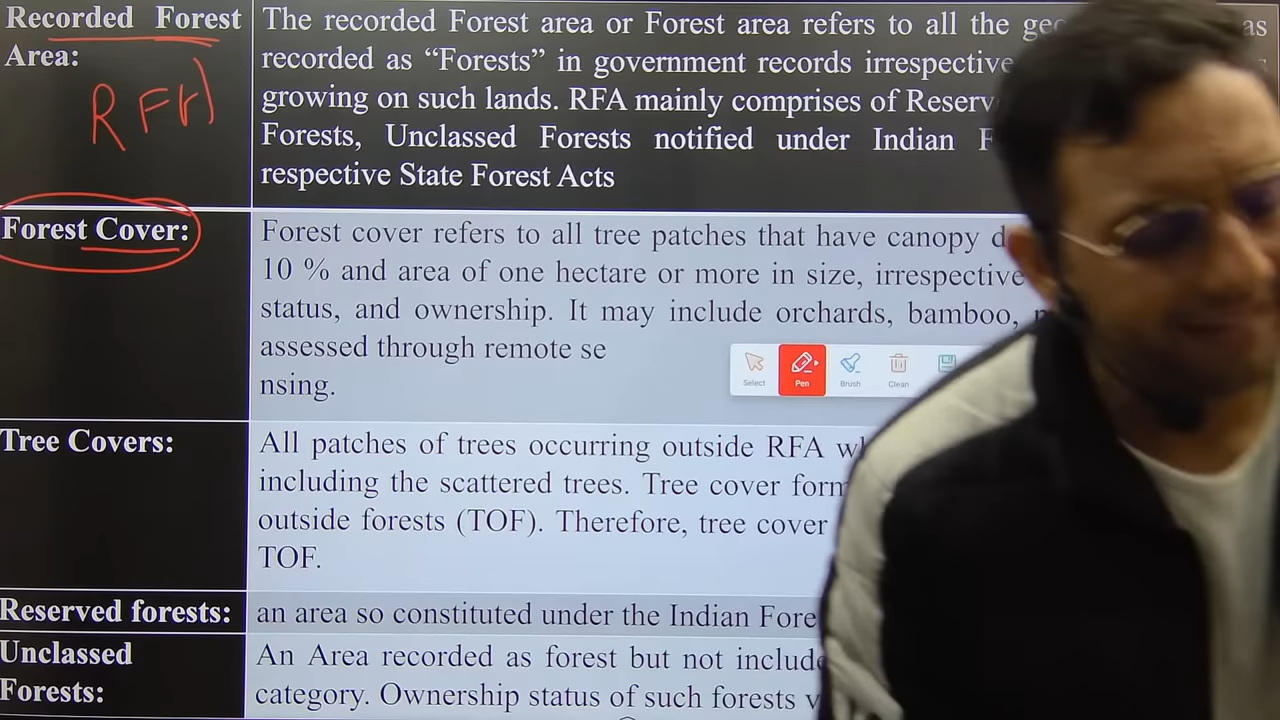 Recorded Forest
Area:
RFA
The recorded Forest area or Forest area refers to all the as
recorded as “Forests” in government records irrespective
growing on such lands. RFA mainly comprises of
Forests, Unclassed Forests notified under Indian
respective State Forest Acts
Forest Cover:
Forest cover refers to all tree patches that have canopy
10 % and area of one hectare or more in size, irrespective
status, and ownership. It may include orchards, bamboo,
assessed through remote se
nsing.
Select
Pen
Brush
Clean
Tree Covers:
All patches of trees occurring outside RFA
including the scattered trees. Tree cover
outside forests (TOF). Therefore, tree cover
TOF.
Reserved forests:
an area so constituted under the Indian
Unclassed
Forests:
An Area recorded as forest but not
category. Ownership status of such forests